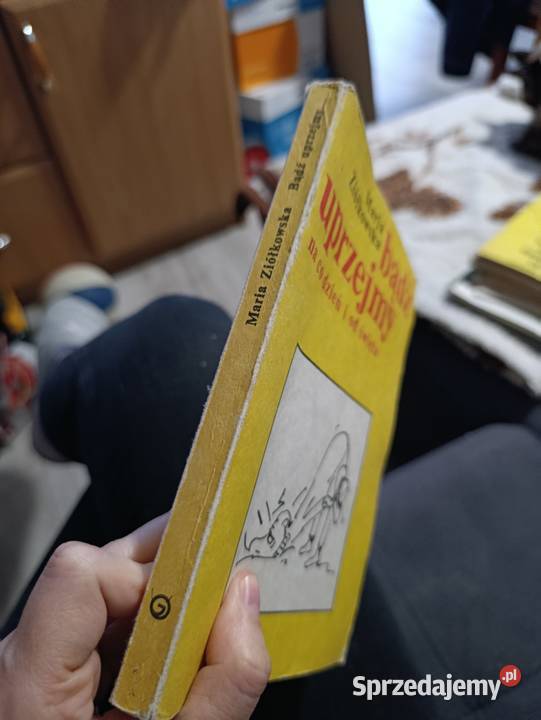 Maria Ziółkowska Bądź uprzejmy
Maria
Ziółkowska
bądź
uprzejmy
na co dzień i od święta
Sprzedajemy.pl